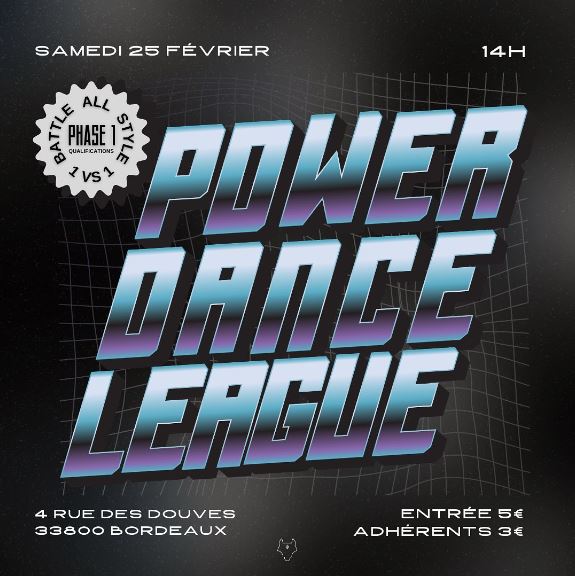 SAMEDI 25 FÉVRIER
14H
BATTLE ALL STYLE
PHASE 1
QUALIFICATIONS
1 VS 1
POWER
DANCE
LEAGUE
4 RUE DES DOUVES
33800 BORDEAUX
ENTRÉE 5€
ADHÉRENTS 3€